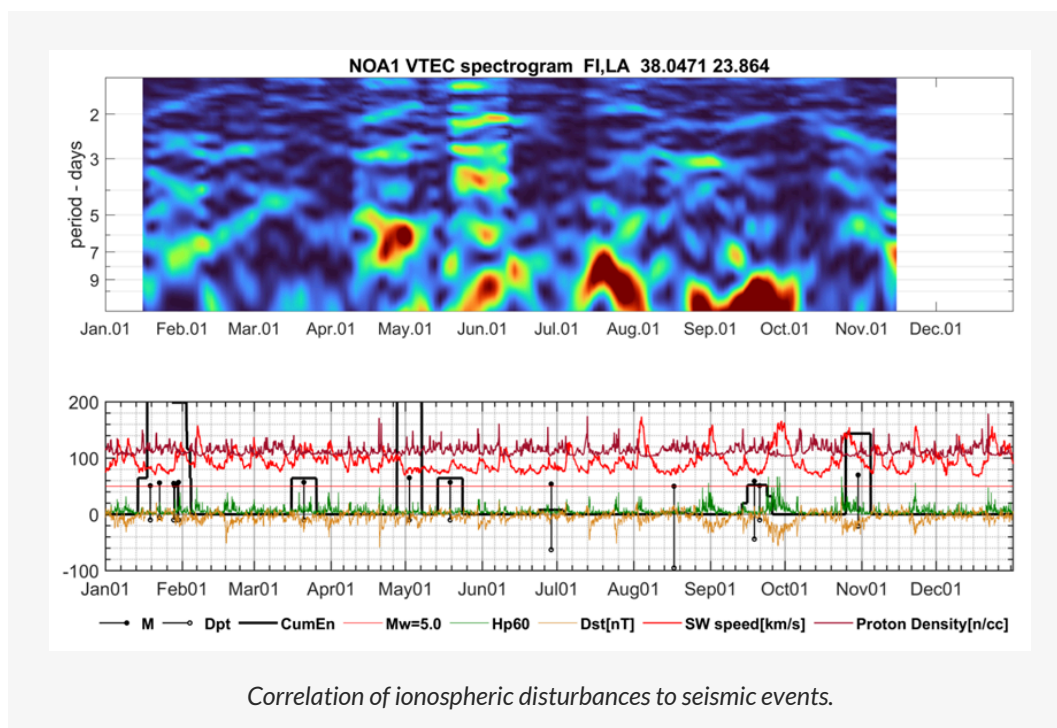 NOA1 VTEC spectrogram FI,LA 38.0471 23.864
period - days
2
3
5
7
9
Jan.01 Feb.01 Mar.01 Apr.01 May.01 Jun.01 Jul.01 Aug.01 Sep.01 Oct.01 Nov.01 Dec.01
200
100
0
-100
Jan01 Feb01 Mar01 Apr01 May01 Jun01 Jul01 Aug01 Sep01 Oct01 Nov01 Dec01
M Dpt CumEn Mw=5.0 Hp60 Dst[nT] SW speed[km/s] Proton Density[n/cc]
Correlation of ionospheric disturbances to seismic events.